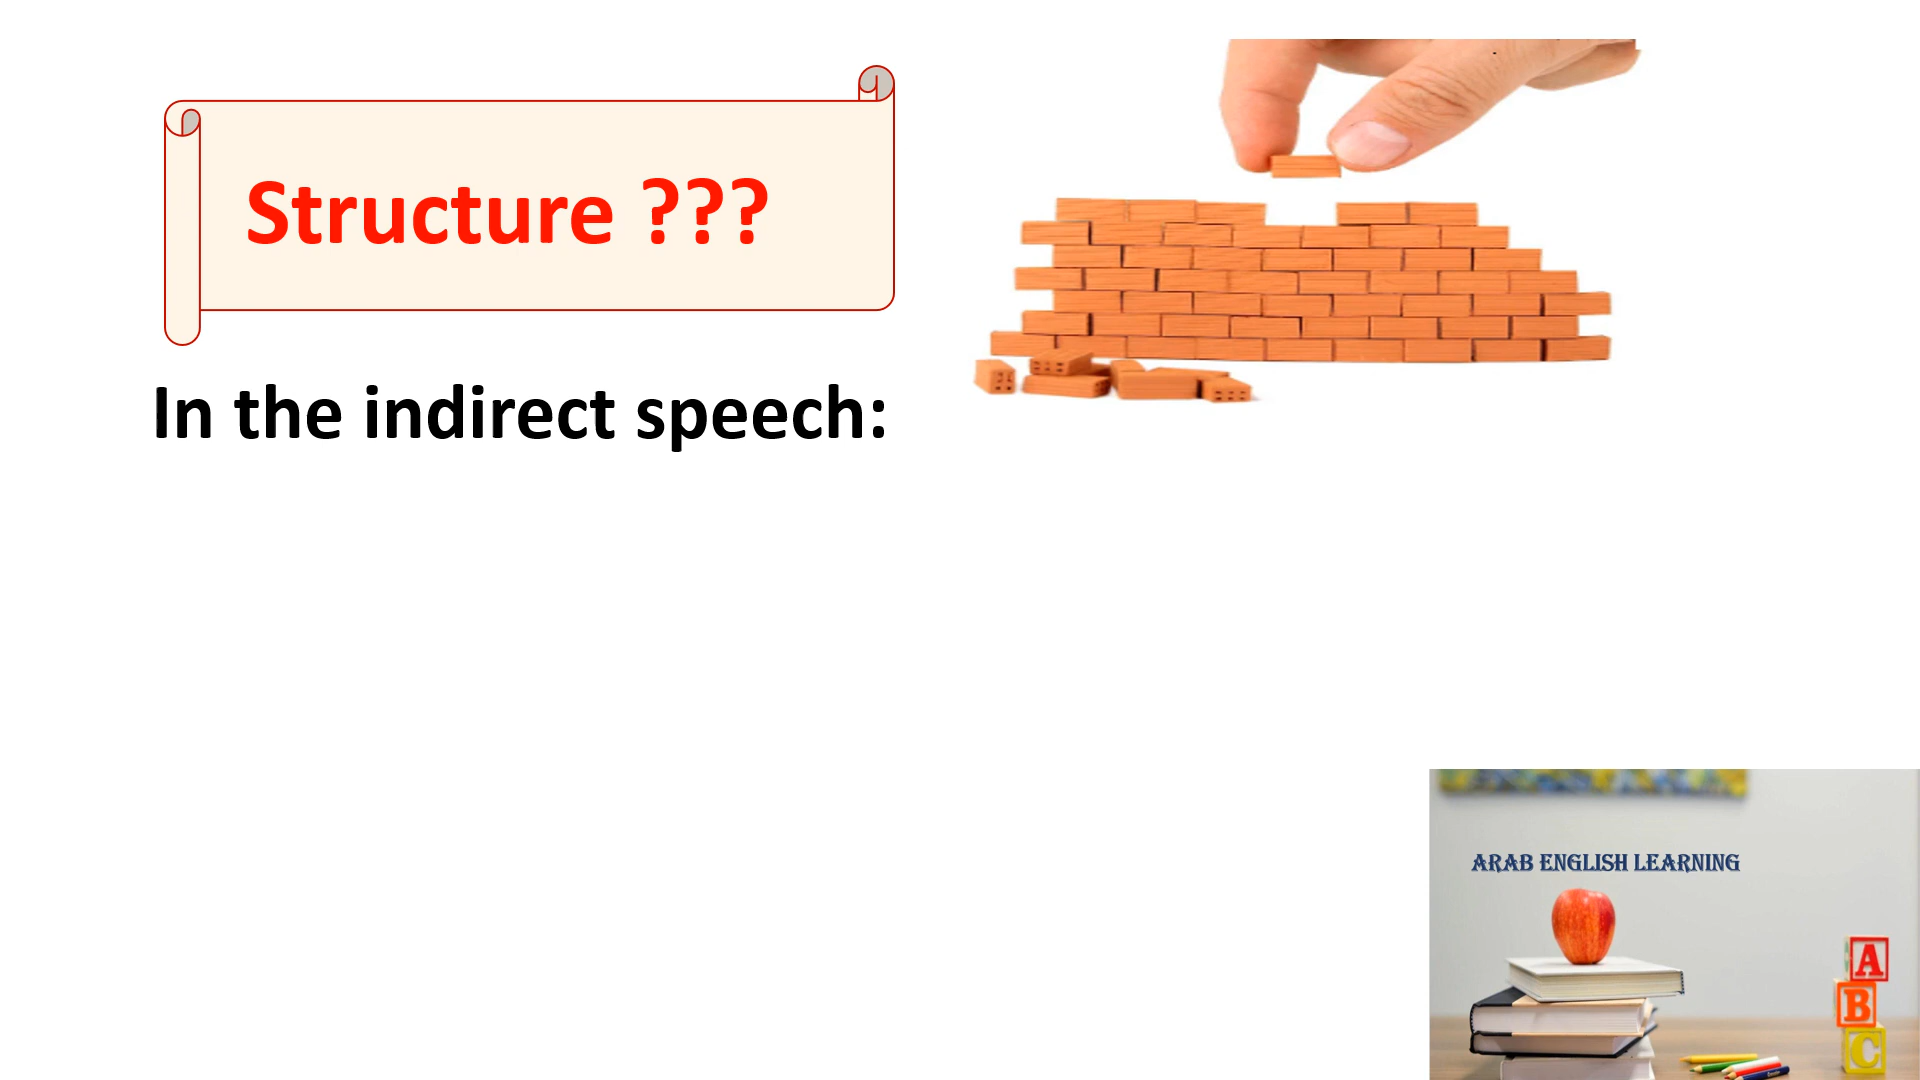 Structure ???
In the indirect speech:
ARAB ENGLISH LEARNING
A
B
C